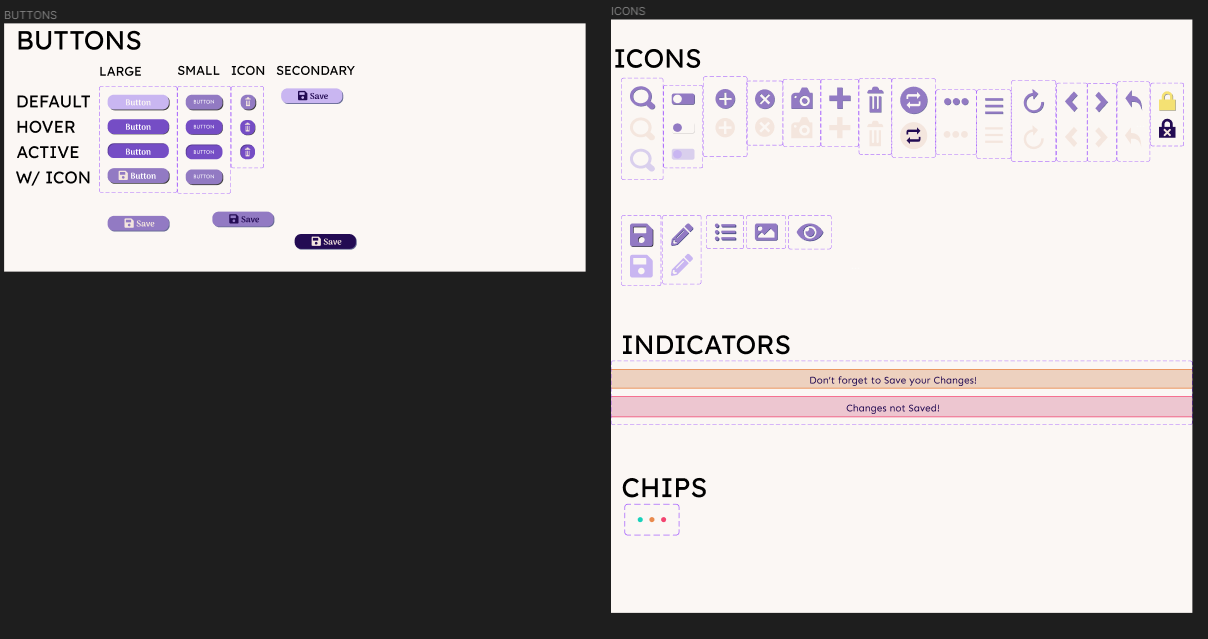 BUTTONS
BUTTONS
LARGE SMALL ICON SECONDARY
DEFAULT Button BUTTON Save
HOVER Button BUTTON
ACTIVE Button BUTTON
W/ ICON Button BUTTON
Save Save
Save
ICONS
ICONS
INDICATORS
Don't forget to Save your Changes!
Changes not Saved!
CHIPS